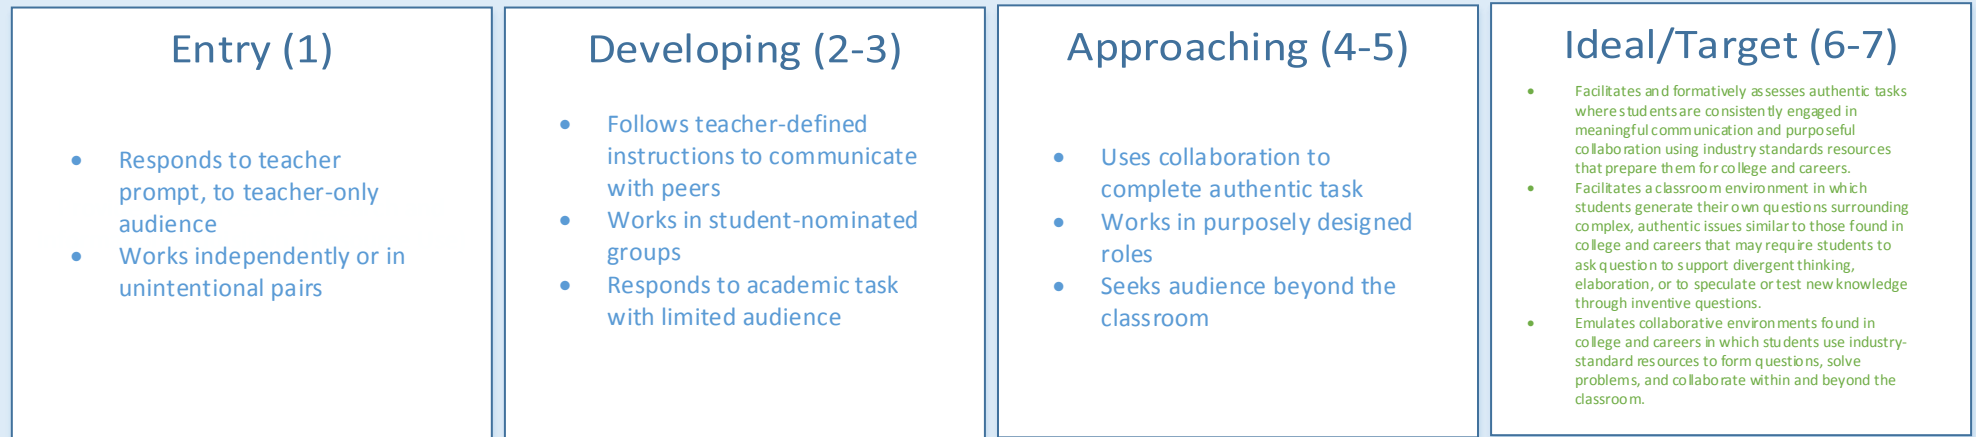 Entry (1)
• Responds to teacher
prompt, to teacher-only
audience
• Works independently or in
unintentional pairs
Developing (2-3)
• Follows teacher-defined
instructions to communicate
with peers
• Works in student-nominated
groups
• Responds to academic task
with limited audience
Approaching (4-5)
• Uses collaboration to
complete authentic task
• Works in purposely designed
roles
• Seeks audience beyond the
classroom
Ideal/Target (6-7)
• Facilitates and formatively assesses authentic tasks
where students are consistently engaged in
meaningful communication and purposeful
collaboration using industry standards resources
that prepare them for college and careers.
• Facilitates a classroom environment in which
students generate their own questions surrounding
complex, authentic issues similar to those found in
college and careers that may require students to
ask question to support divergent thinking,
elaboration, or to speculate or test new knowledge
through inventive questions.
• Emulates collaborative environments found in
college and careers in which students use industry-
standard resources to form questions, solve
problems, and collaborate within and beyond the
classroom.